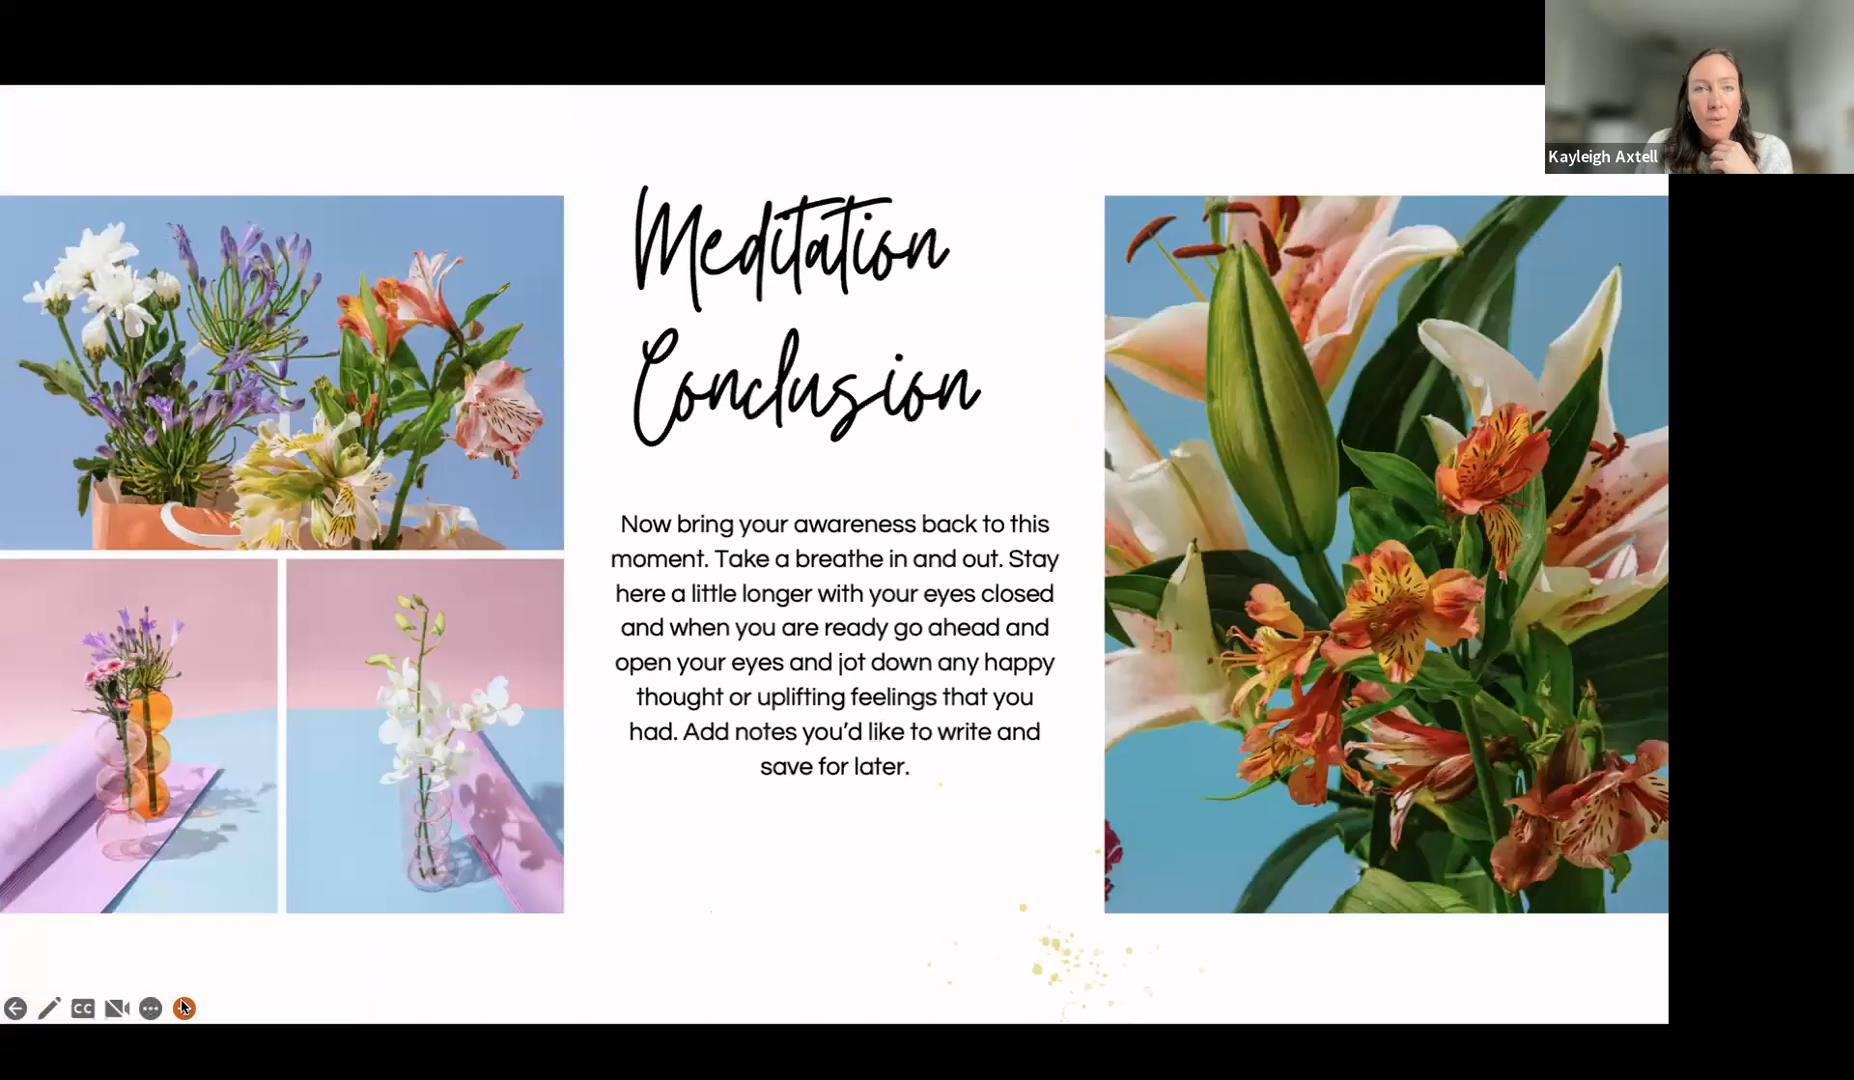 Kayleigh Axtell
Meditation
Conclusion
Now bring your awareness back to this
moment. Take a breathe in and out. Stay
here a little longer with your eyes closed
and when you are ready go ahead and
open your eyes and jot down any happy
thought or uplifting feelings that you
had. Add notes you’d like to write and
save for later.
CC